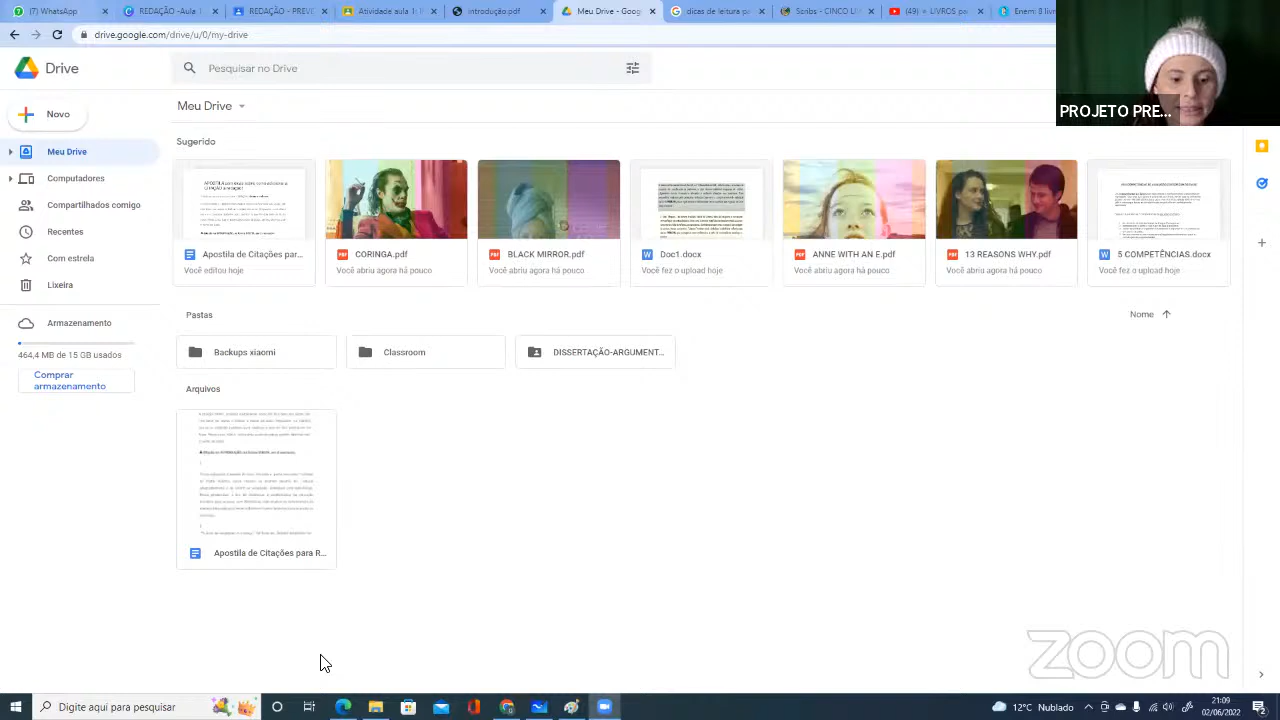 REDAÇÃO - Aula 1
REDAÇÃO - PREVE
Atividade aula 1:
introdução.pdf
Meu Drive - Goog
dicas de leitura p
Scribs - CINCO-LI
(49) LIVROS p
Enem
drive.google.com/drive/u/0/my-drive
Drive
Pesquisar no Drive
PROJETO PRE...
Novo
Meu Drive
Sugerido
Meu Drive
Computadores
Compartilhados comigo
Recentes
Com estrela
Lixeira
Armazenamento
464,4 MB de 15 GB usados
Comprar
armazenamento
Apostila de Citações par...
Você editou hoje
CORINGA.pdf
Você abriu agora há pouco
BLACK MIRROR.pdf
Você abriu agora há pouco
Doc1.docx
Você fez o upload hoje
ANNE WITH AN E.pdf
Você abriu agora há pouco
13 REASONS WHY.pdf
Você abriu agora há pouco
5 COMPETÊNCIAS.docx
Você fez o upload hoje
Pastas
Nome
Backups xiaomi
Classroom
DISSERTAÇÃO-ARGUMENT...
Arquivos
Apostila de Citações para R...
zoom
Digite aqui para pesquisar
12°C Nublado
21:09
02/06/2022